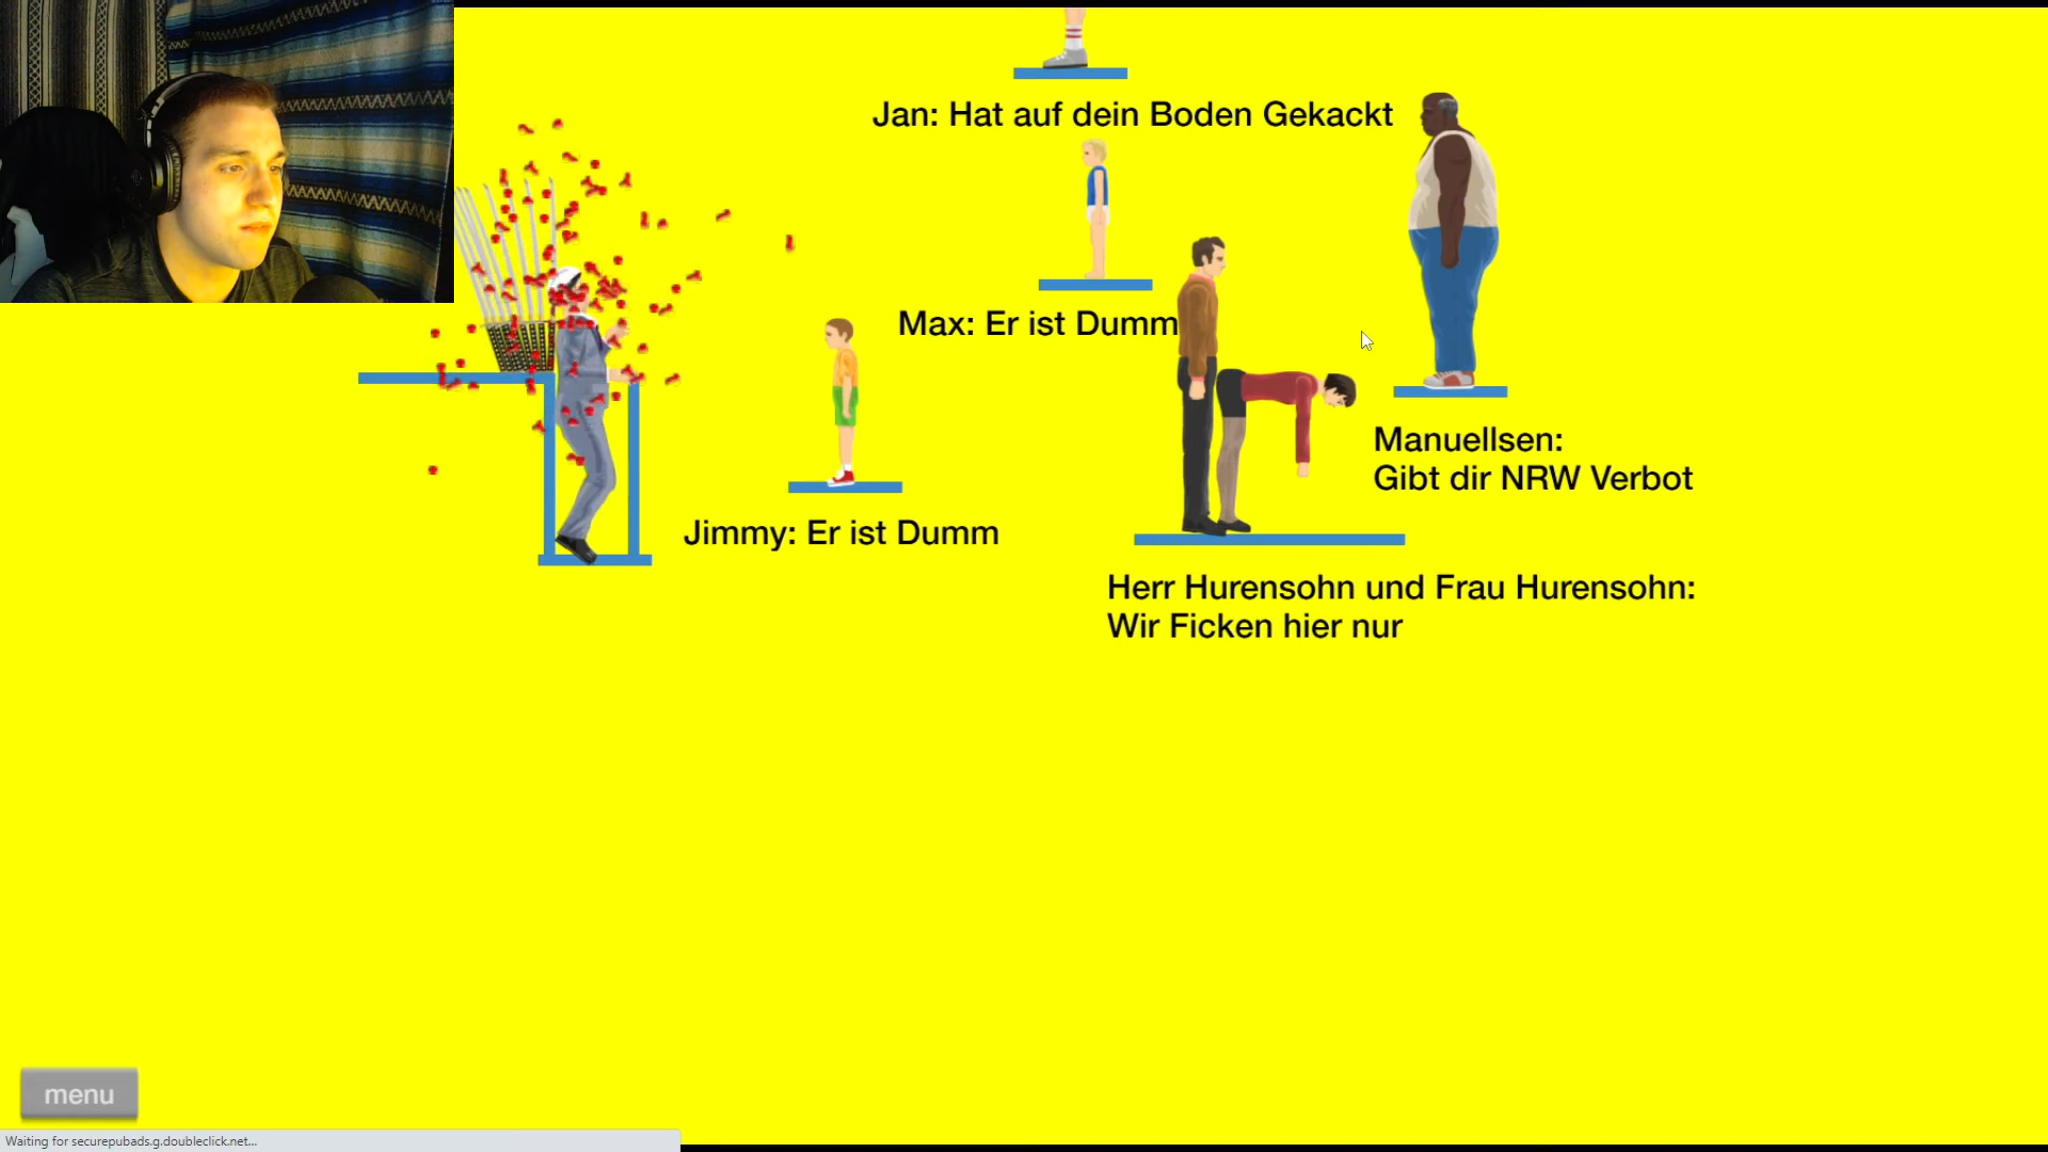 Jan: Hat auf dein Boden Gekackt
Max: Er ist Dumm
Manuellsen:
Gibt dir NRW Verbot
Jimmy: Er ist Dumm
Herr Hurensohn und Frau Hurensohn:
Wir Ficken hier nur
menu
Waiting for securepubads.g.doubleclick.net...